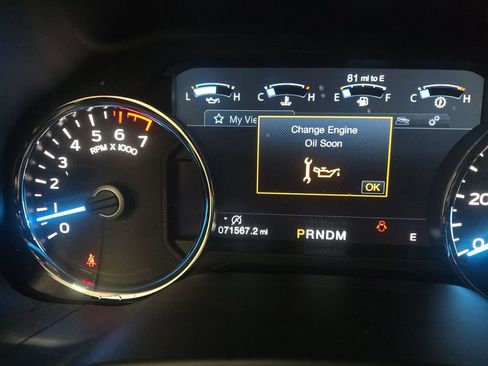 81 mi to E
L H C H E F C H
My Vie
Change Engine
Oil Soon
OK
5 6
4 7
3 RPM X 1000
2
1
0
20
0
071567.2 mi
PRNDM
E